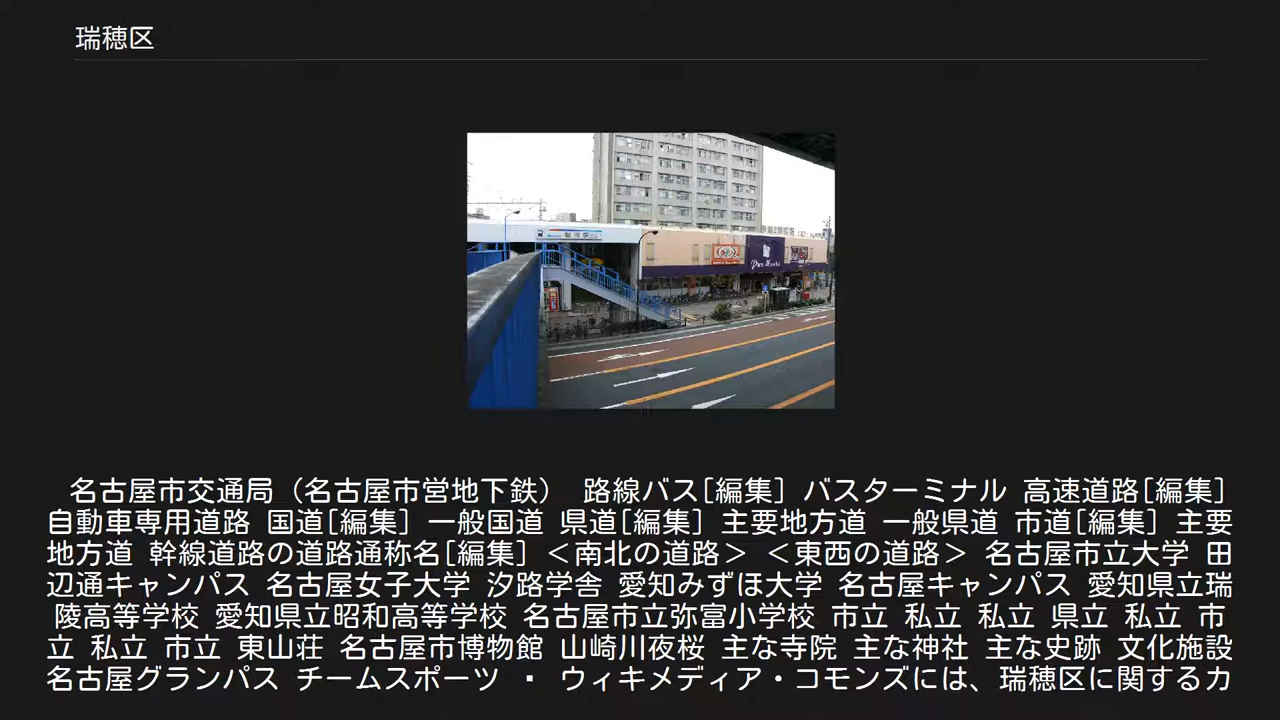 瑞穂区
名古屋市交通局（名古屋市営地下鉄） 路線バス[編集] バスターミナル 高速道路[編集]
自動車専用道路 国道[編集] 一般国道 県道[編集] 主要地方道 一般県道 市道[編集] 主要
地方道 幹線道路の道路通称名[編集] ＜南北の道路＞ ＜東西の道路＞ 名古屋市立大学 田
辺通キャンパス 名古屋女子大学 汐路学舎 愛知みずほ大学 名古屋キャンパス 愛知県立瑞
陵高等学校 愛知県立昭和高等学校 名古屋市立弥富小学校 市立 私立 私立 県立 私立 市
立 私立 市立 東山荘 名古屋市博物館 山崎川夜桜 主な寺院 主な神社 主な史跡 文化施設
名古屋グランパス チームスポーツ ・ ウィキメディア・コモンズには、瑞穂区に関するカ